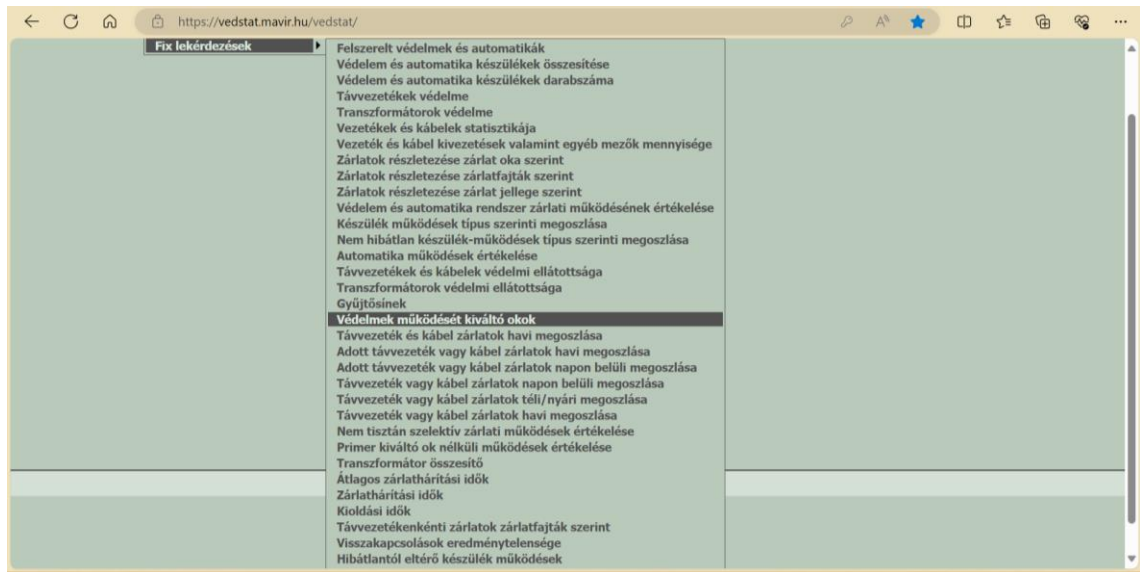 https://vedstat.mavir.hu/vedstat/
Fix lekérdezések
Felszerelt védelmek és automatikák
Védelem és automatika készülékek összesítése
Védelem és automatika készülékek darabszáma
Távvezetékek védelme
Transzformátorok védelme
Vezetékek és kábelek statisztikája
Vezeték és kábel kivezetések valamint egyéb mezők mennyisége
Zárlatok részletezése zárlat oka szerint
Zárlatok részletezése zárlatfajták szerint
Zárlatok részletezése zárlat jellege szerint
Védelem és automatika rendszer zárlati működésének értékelése
Készülék működések típus szerinti megoszlása
Nem hibátlan készülék-működések típus szerinti megoszlása
Automatika működések értékelése
Távvezetékek és kábelek védelmi ellátottsága
Transzformátorok védelmi ellátottsága
Gyűjtősínek
Védelmek működését kiváltó okok
Távvezeték és kábel zárlatok havi megoszlása
Adott távvezeték vagy kábel zárlatok havi megoszlása
Adott távvezeték vagy kábel zárlatok napon belüli megoszlása
Távvezeték vagy kábel zárlatok napon belüli megoszlása
Távvezeték vagy kábel zárlatok téli/nyári megoszlása
Távvezeték vagy kábel zárlatok havi megoszlása
Nem tisztán szelektív zárlati működések értékelése
Primer kiváltó ok nélküli működések értékelése
Transzformátor összesítő
Átlagos zárlathárítási idők
Zárlathárítási idők
Kioldási idők
Távvezetékenkénti zárlatok zárlatfajták szerint
Visszakapcsolások eredménytelensége
Hibátlantól eltérő készülék működések